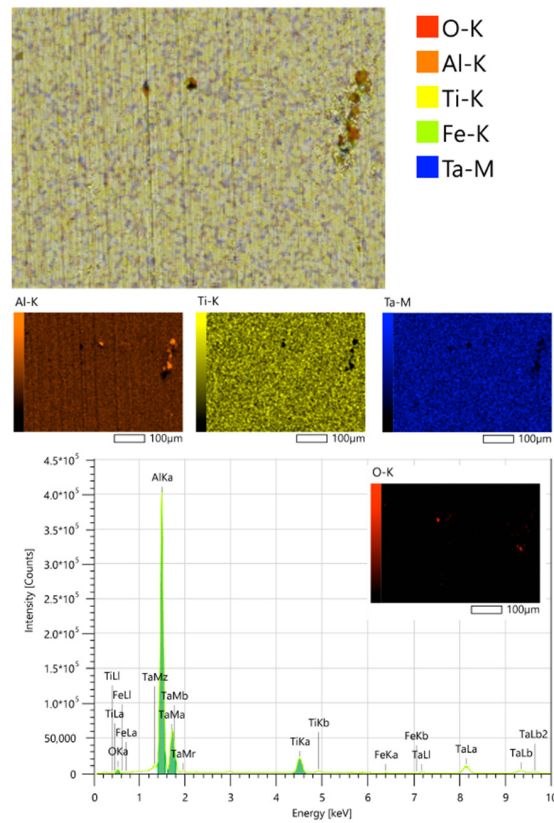 O-K
Al-K
Ti-K
Fe-K
Ta-M
Al-K
Ti-K
Ta-M
100μm
100μm
100μm
4.5*10⁵
4.0*10⁵
3.5*10⁵
3.0*10⁵
2.5*10⁵
2.0*10⁵
1.5*10⁵
1.0*10⁵
50,000
0
Intensity [Counts]
AlKa
O-K
100μm
TiLl
TaMz
FeLl
TaMb
TiLa
TaMa
FeLa
OKa
TaMr
TiKb
TiKa
FeKb
FeKa
TaLl
TaLa
TaLb2
TaLb
0 1 2 3 4 5 6 7 8 9 10
Energy [keV]